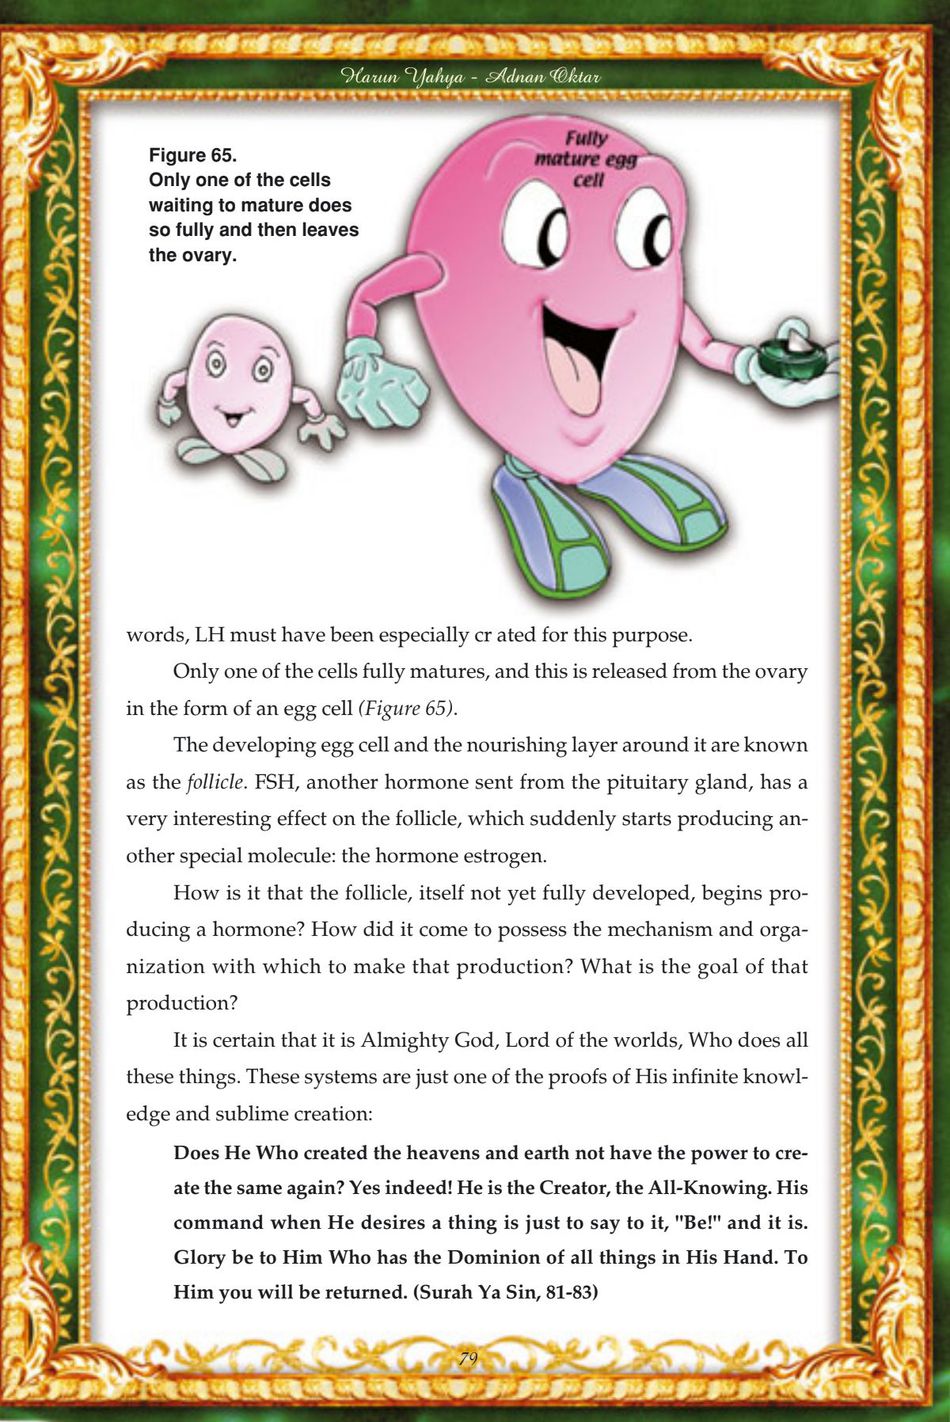 Harun Yahya - Adnan Oktar
Figure 65.
Only one of the cells
waiting to mature does
so fully and then leaves
the ovary.
Fully
mature egg
cell
words, LH must have been especially cr ated for this purpose.
Only one of the cells fully matures, and this is released from the ovary
in the form of an egg cell (Figure 65).
The developing egg cell and the nourishing layer around it are known
as the follicle. FSH, another hormone sent from the pituitary gland, has a
very interesting effect on the follicle, which suddenly starts producing an-
other special molecule: the hormone estrogen.
How is it that the follicle, itself not yet fully developed, begins pro-
ducing a hormone? How did it come to possess the mechanism and orga-
nization with which to make that production? What is the goal of that
production?
It is certain that it is Almighty God, Lord of the worlds, Who does all
these things. These systems are just one of the proofs of His infinite knowl-
edge and sublime creation:
Does He Who created the heavens and earth not have the power to cre-
ate the same again? Yes indeed! He is the Creator, the All-Knowing. His
command when He desires a thing is just to say to it, "Be!" and it is.
Glory be to Him Who has the Dominion of all things in His Hand. To
Him you will be returned. (Surah Ya Sin, 81-83)
79